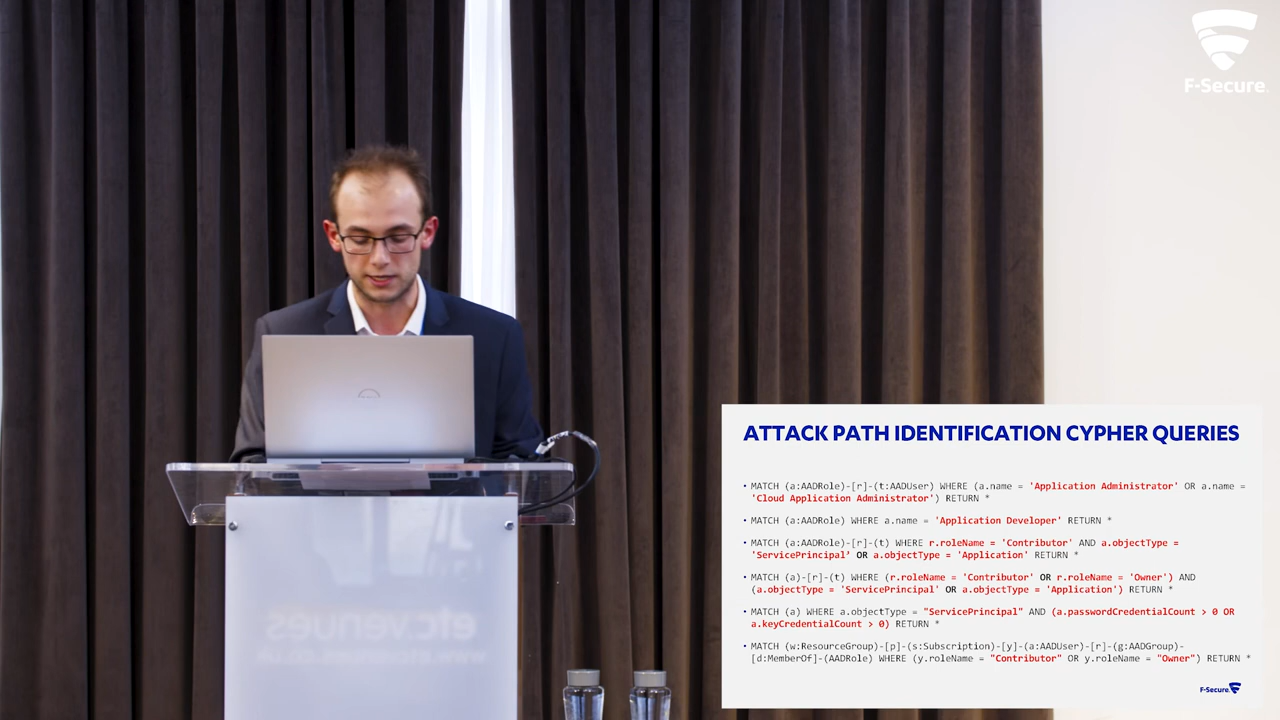 F-Secure
ATTACK PATH IDENTIFICATION CYPHER QUERIES
• MATCH (a:AADRole)-[r]-(t:AADUser) WHERE (a.name = 'Application Administrator' OR a.name =
'Cloud Application Administrator') RETURN *
• MATCH (a:AADRole) WHERE a.name = 'Application Developer' RETURN *
• MATCH (a:AADRole)-[r]-(t) WHERE r.roleName = 'Contributor' AND a.objectType =
'ServicePrincipal' OR a.objectType = 'Application' RETURN *
• MATCH (a)-[r]-(t) WHERE (r.roleName = 'Contributor' OR r.roleName = 'Owner') AND
(a.objectType = 'ServicePrincipal' OR a.objectType = 'Application') RETURN *
• MATCH (a) WHERE a.objectType = "ServicePrincipal" AND (a.passwordCredentialCount > 0 OR
a.keyCredentialCount > 0) RETURN *
• MATCH (w:ResourceGroup)-[p]-(s:Subscription)-[y]-(a:AADUser)-[r]-(g:AADGroup)-
[d:MemberOf]-(AADRole) WHERE (y.roleName = "Contributor" OR y.roleName = "Owner") RETURN *
F-Secure
etc.venues